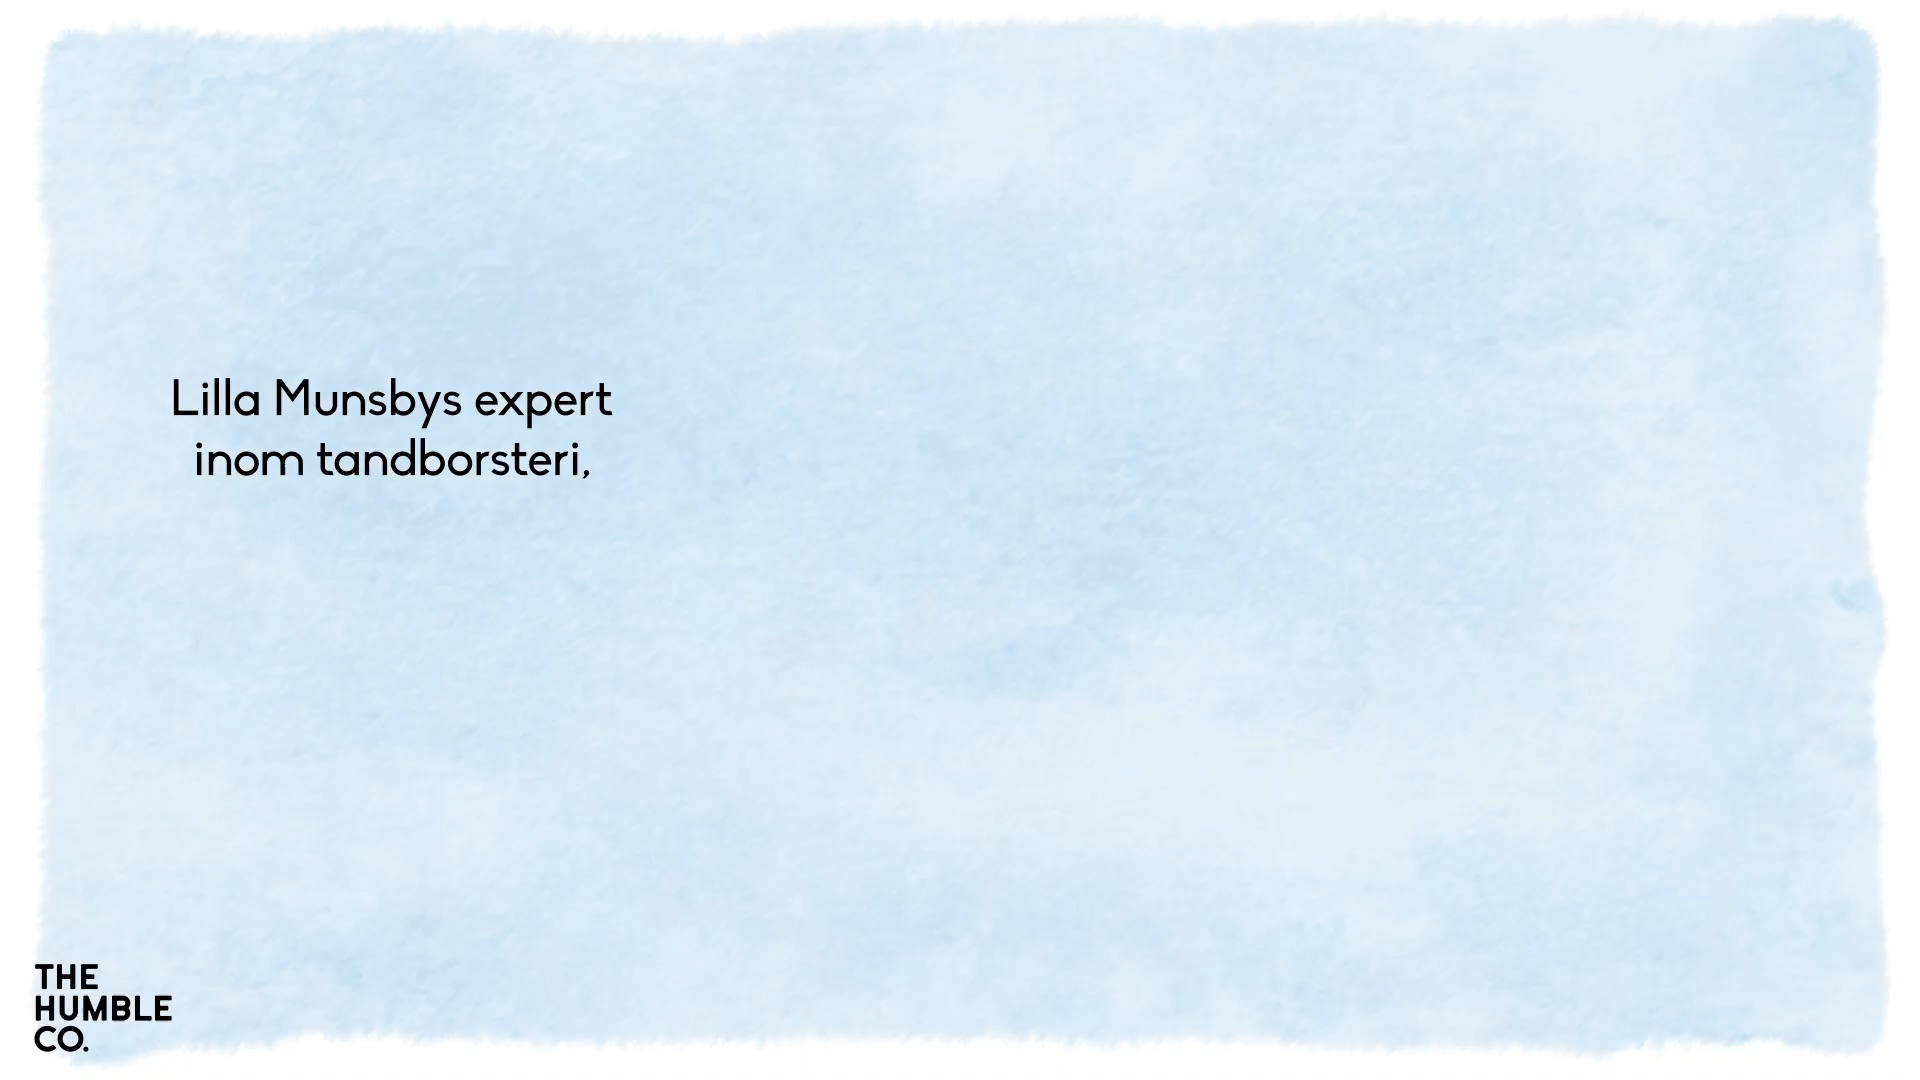 Lilla Munsbys expert
inom tandborsteri,
THE
HUMBLE
CO.